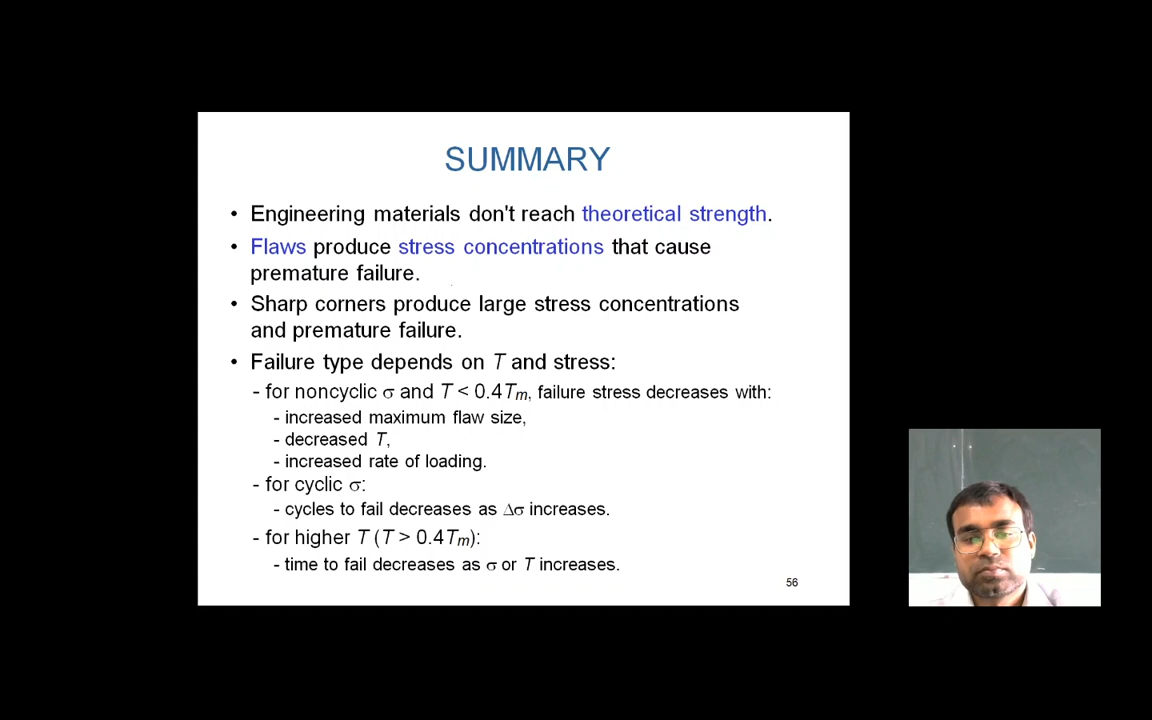 SUMMARY
• Engineering materials don't reach theoretical strength.
• Flaws produce stress concentrations that cause
premature failure.
• Sharp corners produce large stress concentrations
and premature failure.
• Failure type depends on T and stress:
- for noncyclic σ and T < 0.4Tm, failure stress decreases with:
- increased maximum flaw size,
- decreased T,
- increased rate of loading.
- for cyclic σ:
- cycles to fail decreases as Δσ increases.
- for higher T (T > 0.4Tm):
- time to fail decreases as σ or T increases.
56